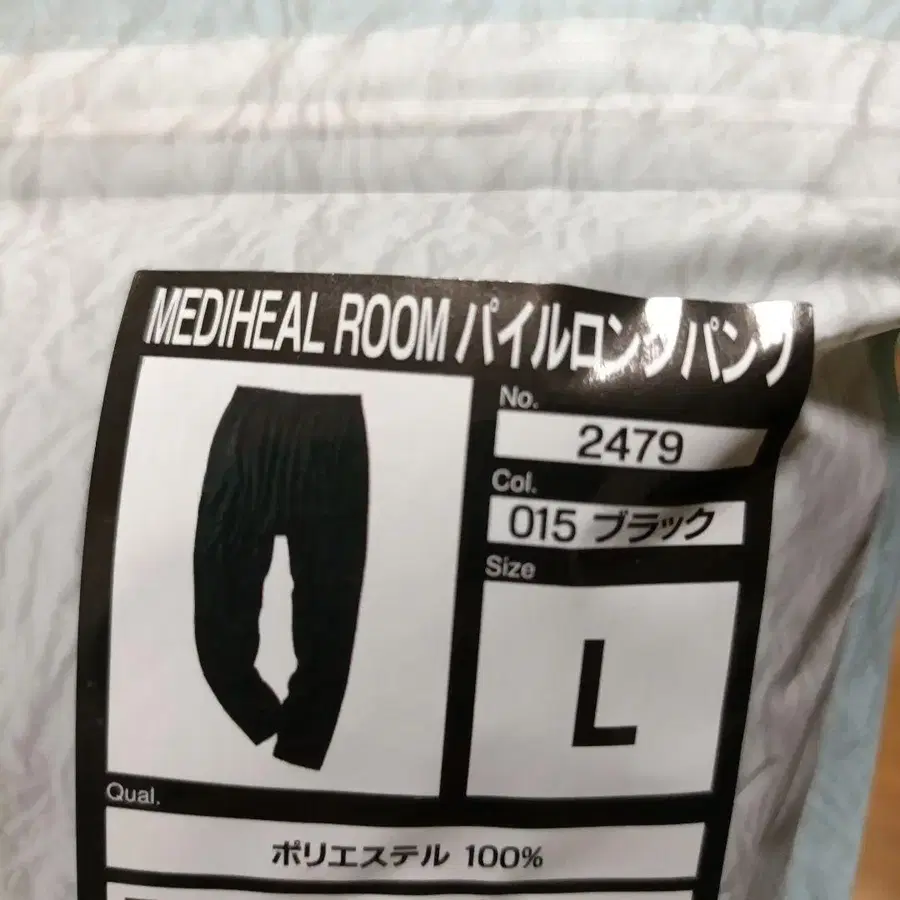 MEDIHEAL ROOM パイルロングパンツ
No.
2479
Col.
015 ブラック
Size
L
Qual.
ポリエステル 100%